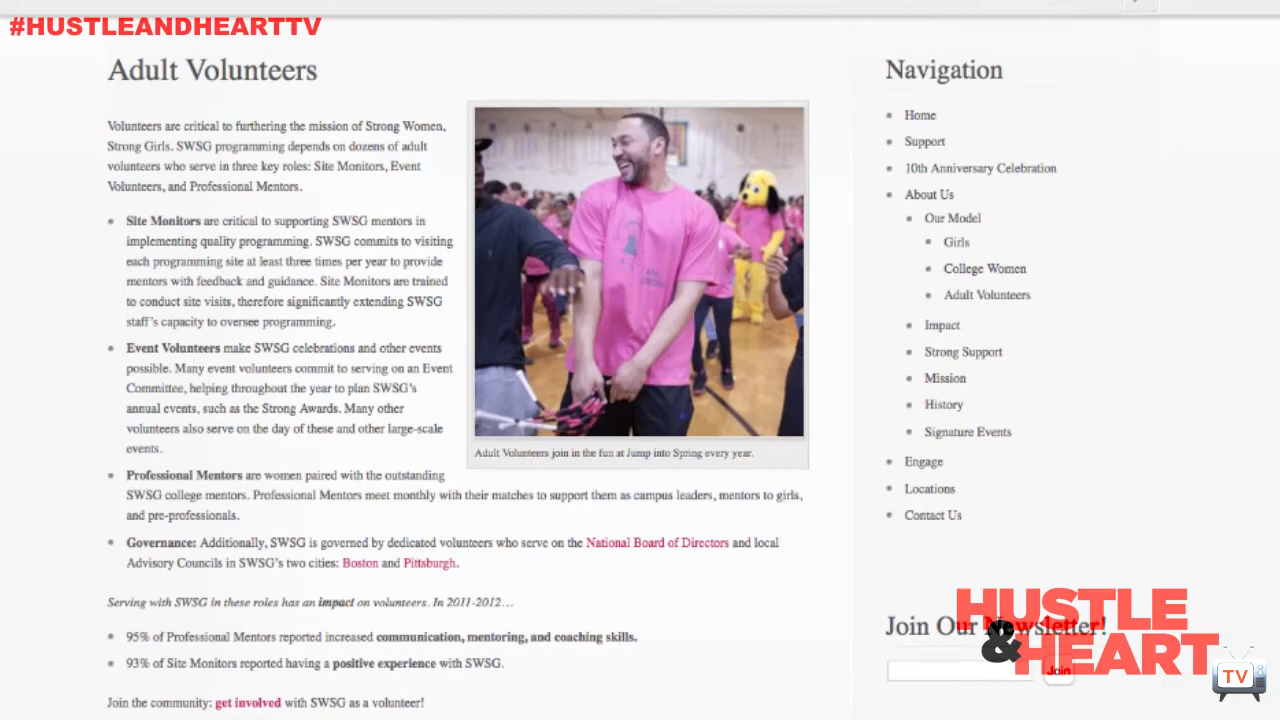 #HUSTLEANDHEARTTV
Adult Volunteers
Volunteers are critical to furthering the mission of Strong Women,
Strong Girls. SWSG programming depends on dozens of adult
volunteers who serve in three key roles: Site Monitors, Event
Volunteers, and Professional Mentors.
Site Monitors are critical to supporting SWSG mentors in
implementing quality programming. SWSG commits to visiting
each programming site at least three times per year to provide
mentors with feedback and guidance. Site Monitors are trained
to conduct site visits, therefore significantly extending SWSG
staff's capacity to oversee programming.
Event Volunteers make SWSG celebrations and other events
possible. Many event volunteers commit to serving on an Event
Committee, helping throughout the year to plan SWSG's
annual events, such as the Strong Awards. Many other
volunteers also serve on the day of these and other large-scale
events.
Adult Volunteers join in the fun at Jump into Spring every year.
Professional Mentors are women paired with the outstanding
SWSG college mentors. Professional Mentors meet monthly with their matches to support them as campus leaders, mentors to girls,
and pre-professionals.
Governance: Additionally, SWSG is governed by dedicated volunteers who serve on the National Board of Directors and local
Advisory Councils in SWSG's two cities: Boston and Pittsburgh.
Serving with SWSG in these roles has an impact on volunteers. In 2011-2012…
95% of Professional Mentors reported increased communication, mentoring, and coaching skills.
93% of Site Monitors reported having a positive experience with SWSG.
Join the community: get involved with SWSG as a volunteer!
Navigation
Home
Support
10th Anniversary Celebration
About Us
Our Model
Girls
College Women
Adult Volunteers
Impact
Strong Support
Mission
History
Signature Events
Engage
Locations
Contact Us
Join Our Newsletter!
Join
HUSTLE
&HEART
TV